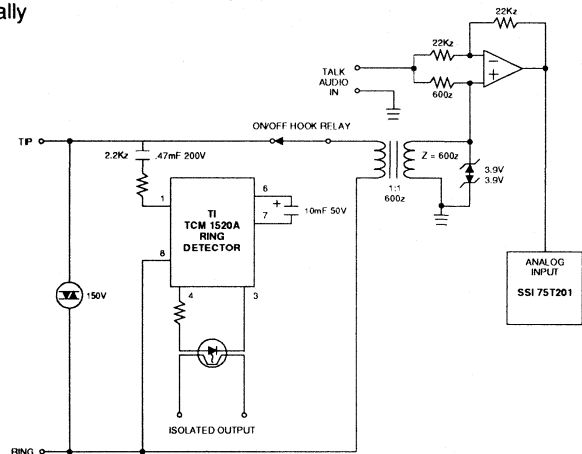 ally
22Kz
22Kz
TALK
AUDIO
IN
600z
ON/OFF HOOK RELAY
TIP
2.2Kz
.47mF 200V
Z = 600z
3.9V
3.9V
1:1
600z
1
6
+
7
10mF 50V
TI
TCM 1520A
RING
DETECTOR
8
ANALOG
INPUT
SSI 75T201
150V
4
3
ISOLATED OUTPUT
RING